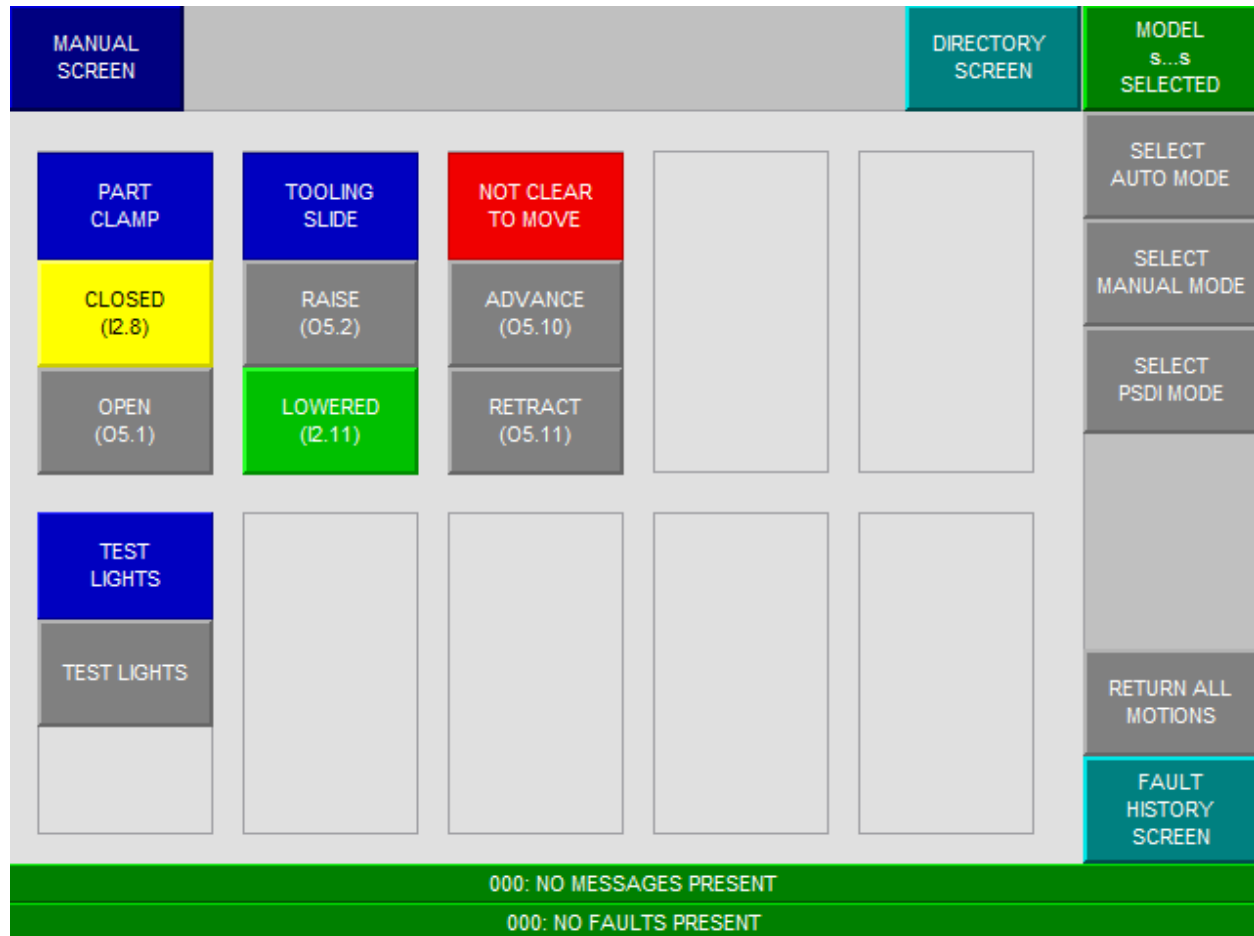 MANUAL
SCREEN
DIRECTORY
SCREEN
MODEL
s...s
SELECTED
SELECT
AUTO MODE
SELECT
MANUAL MODE
SELECT
PSDI MODE
RETURN ALL
MOTIONS
FAULT
HISTORY
SCREEN
PART
CLAMP
CLOSED
(I2.8)
OPEN
(O5.1)
TOOLING
SLIDE
RAISE
(O5.2)
LOWERED
(I2.11)
NOT CLEAR
TO MOVE
ADVANCE
(O5.10)
RETRACT
(O5.11)
TEST
LIGHTS
TEST LIGHTS
000: NO MESSAGES PRESENT
000: NO FAULTS PRESENT